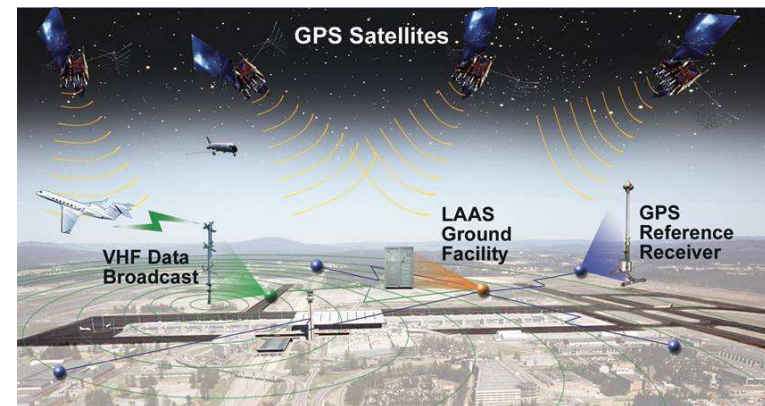 GPS Satellites
VHF Data
Broadcast
LAAS
Ground
Facility
GPS
Reference
Receiver